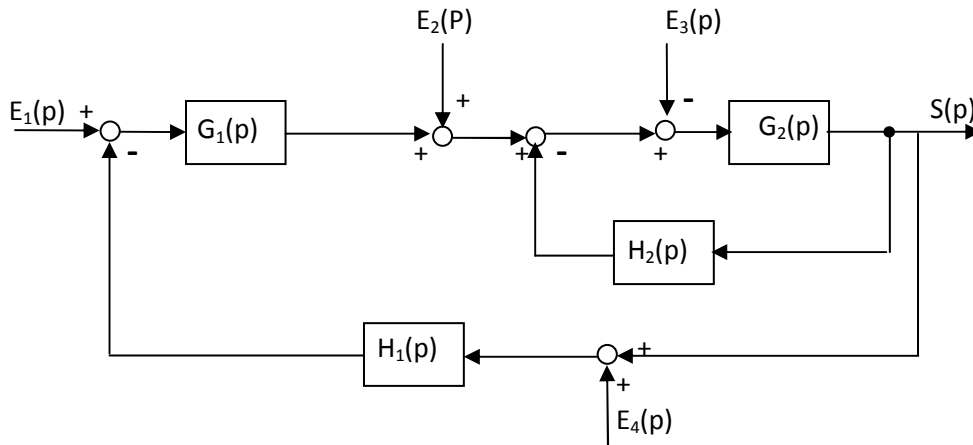 E₂(P)
E₃(p)
E₁(p)
+
+
-
S(p)
G₁(p)
G₂(p)
-
+
+
-
+
H₂(p)
H₁(p)
+
+
E₄(p)